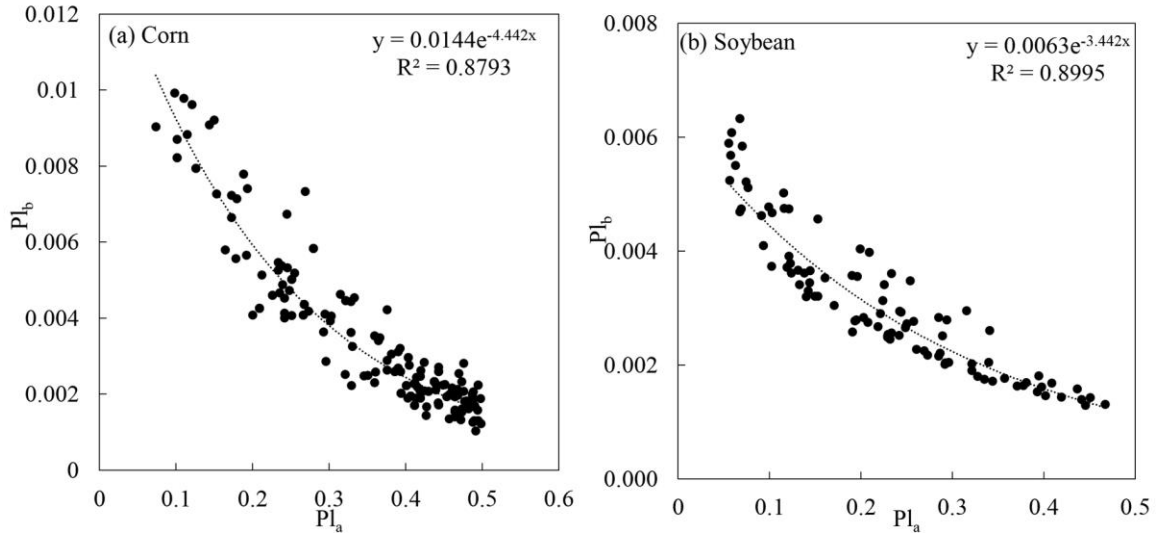 (a) Corn
y = 0.0144e^-4.442x
R² = 0.8793
0.012
0.01
0.008
0.006
0.004
0.002
0
Pl_b
0
0.1
0.2
0.3
0.4
0.5
0.6
Pl_a
(b) Soybean
y = 0.0063e^-3.442x
R² = 0.8995
0.008
0.006
0.004
0.002
0.000
Pl_b
0
0.1
0.2
0.3
0.4
0.5
Pl_a